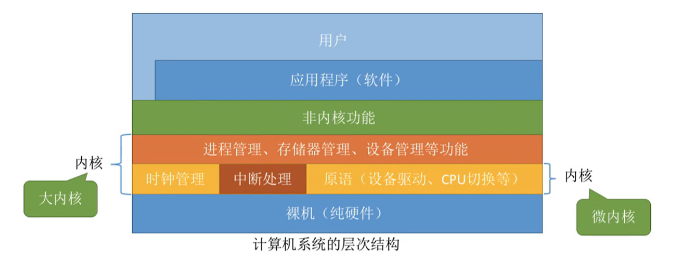 用户
应用程序（软件）
非内核功能
进程管理、存储器管理、设备管理等功能
内核
时钟管理 中断处理 原语（设备驱动、CPU切换等）
内核
大内核
裸机（纯硬件）
微内核
计算机系统的层次结构